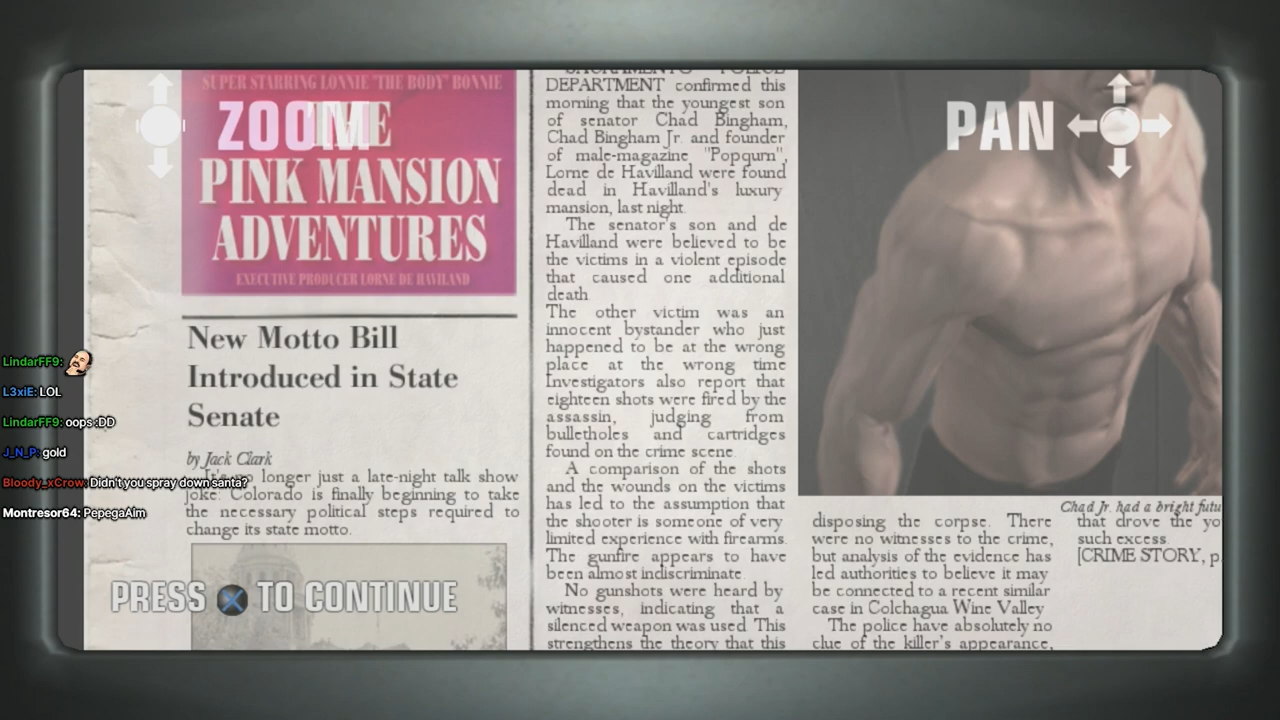 SUPER STARRING LONNIE "THE BODY" BONNIE
THE
PINK MANSION
ADVENTURES
EXECUTIVE PRODUCER LORNE DE HAVILAND
ZOOM
PAN
New Motto Bill
Introduced in State
Senate
by Jack Clark
It's no longer just a late-night talk show
joke: Colorado is finally beginning to take
the necessary political steps required to
change its state motto.
SACRAMENTO POLICE
DEPARTMENT confirmed this
morning that the youngest son
of senator Chad Bingham,
Chad Bingham Jr. and founder
of male-magazine "Popqurn",
Lorne de Havilland were found
dead in Havilland's luxury
mansion, last night.
The senator's son and de
Havilland were believed to be
the victims in a violent episode
that caused one additional
death.
The other victim was an
innocent bystander who just
happened to be at the wrong
place at the wrong time
Investigators also report that
eighteen shots were fired by the
assassin, judging from
bulletholes and cartridges
found on the crime scene.
A comparison of the shots
and the wounds on the victims
has led to the assumption that
the shooter is someone of very
limited experience with firearms.
The gunfire appears to have
been almost indiscriminate.
No gunshots were heard by
witnesses, indicating that a
silenced weapon was used. This
strengthens the theory that this
Chad Jr. had a bright futu
disposing the corpse. There
were no witnesses to the crime,
but analysis of the evidence has
led authorities to believe it may
be connected to a recent similar
case in Colchagua Wine Valley
The police have absolutely no
clue of the killer's appearance,
that drove the yo
such excess.
[CRIME STORY, p.
LindarFF9:
L3xiE: LOL
LindarFF9: oops :DD
J_N_P: gold
Bloody_xCrow: Didn't you spray down santa?
Montresor64: PepegaAim
PRESS X TO CONTINUE